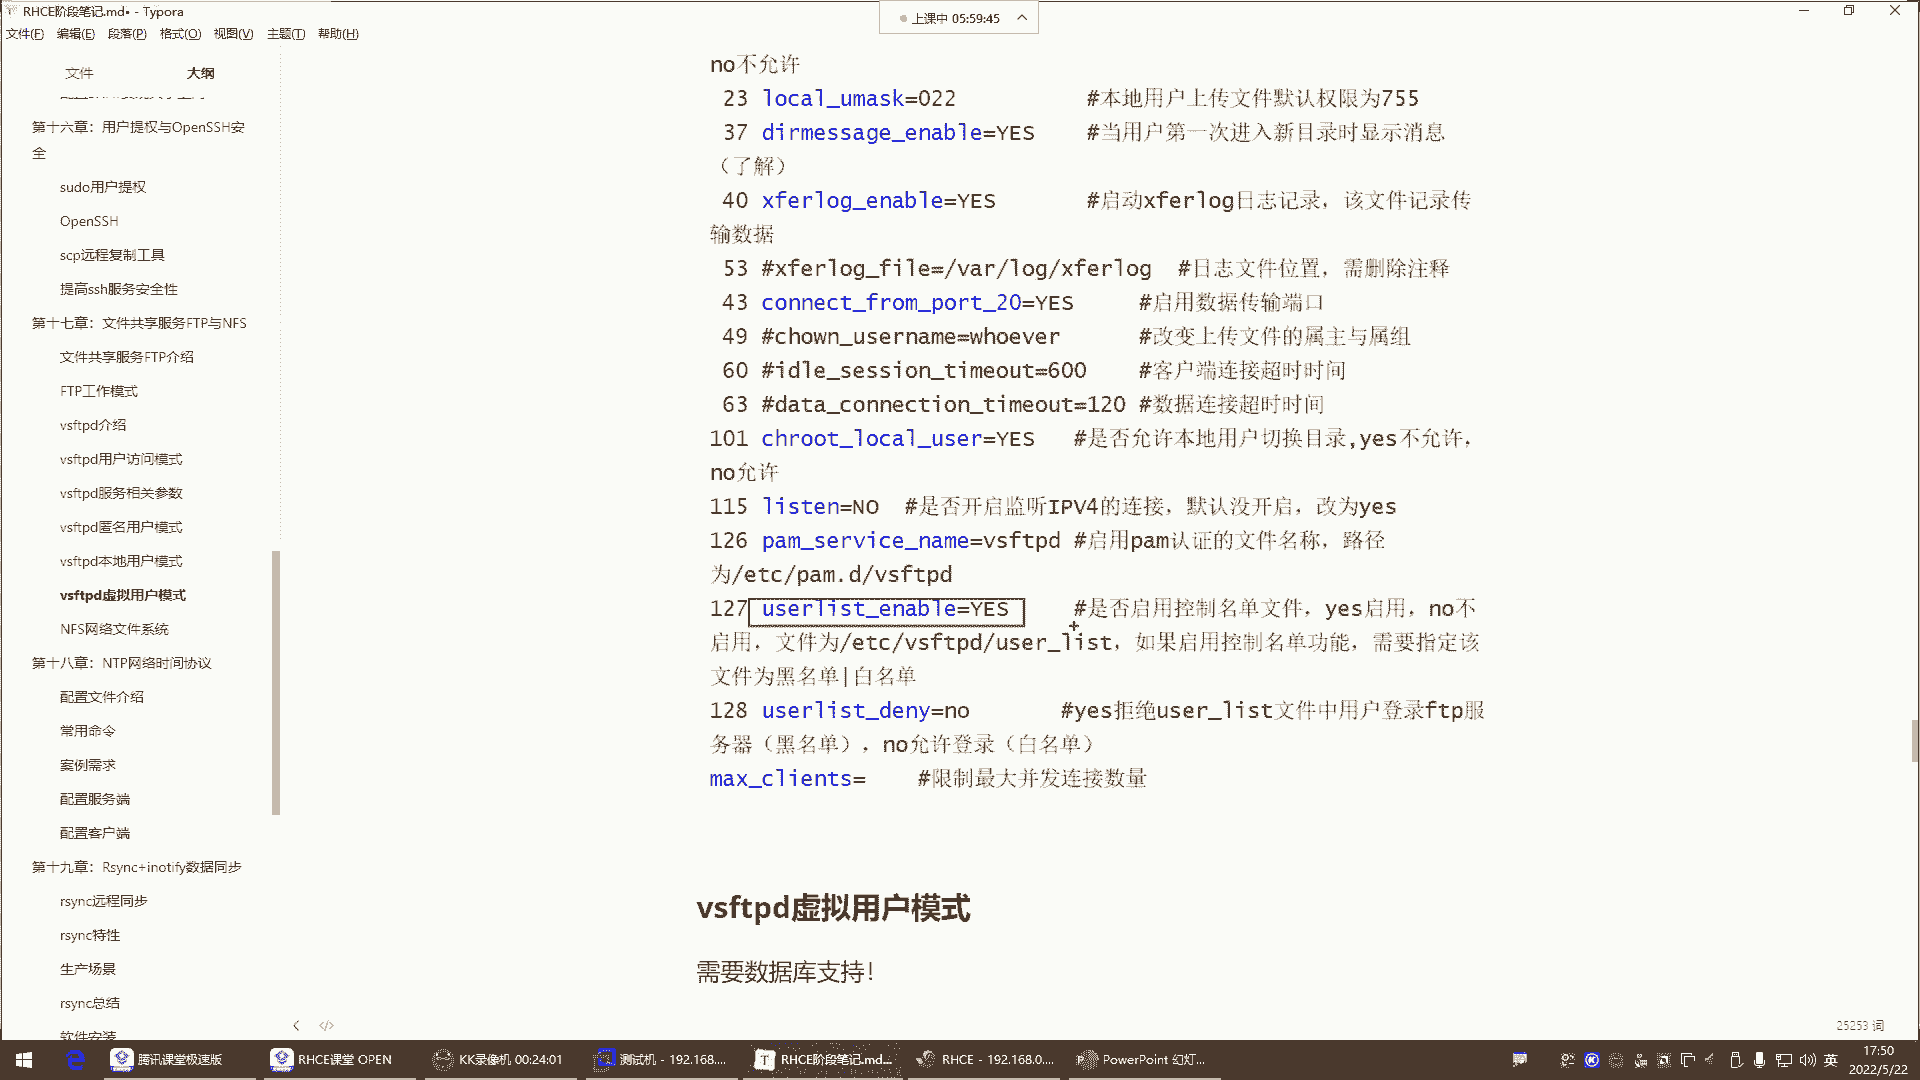 RHCE阶段笔记.md• - Typora
上课中 05:59:45
文件(F) 编辑(E) 段落(P) 格式(O) 视图(V) 主题(T) 帮助(H)
文件 大纲
第十六章：用户提权与OpenSSH安
全
sudo用户提权
OpenSSH
scp远程复制工具
提高ssh服务安全性
第十七章：文件共享服务FTP与NFS
文件共享服务FTP介绍
FTP工作模式
vsftpd介绍
vsftpd用户访问模式
vsftpd服务相关参数
vsftpd匿名用户模式
vsftpd本地用户模式
vsftpd虚拟用户模式
NFS网络文件系统
第十八章：NTP网络时间协议
配置文件介绍
常用命令
案例需求
配置服务端
配置客户端
第十九章：Rsync+inotify数据同步
rsync远程同步
rsync特性
生产场景
rsync总结
软件安装
no不允许
23 local_umask=022 #本地用户上传文件默认权限为755
37 dirmessage_enable=YES #当用户第一次进入新目录时显示消息
（了解）
40 xferlog_enable=YES #启动xferlog日志记录，该文件记录传
输数据
53 #xferlog_file=/var/log/xferlog #日志文件位置，需删除注释
43 connect_from_port_20=YES #启用数据传输端口
49 #chown_username=whoever #改变上传文件的属主与属组
60 #idle_session_timeout=600 #客户端连接超时时间
63 #data_connection_timeout=120 #数据连接超时时间
101 chroot_local_user=YES #是否允许本地用户切换目录,yes不允许，
no允许
115 listen=NO #是否开启监听IPV4的连接，默认没开启，改为yes
126 pam_service_name=vsftpd #启用pam认证的文件名称，路径
为/etc/pam.d/vsftpd
127 userlist_enable=YES #是否启用控制名单文件，yes启用，no不
启用，文件为/etc/vsftpd/user_list，如果启用控制名单功能，需要指定该
文件为黑名单|白名单
128 userlist_deny=no #yes拒绝user_list文件中用户登录ftp服
务器（黑名单），no允许登录（白名单）
max_clients= #限制最大并发连接数量
vsftpd虚拟用户模式
需要数据库支持！
25253 词
腾讯课堂极速版 RHCE课堂 OPEN KK录像机 00:24:01 测试机 - 192.168.... RHCE阶段笔记.md... RHCE - 192.168.0.... PowerPoint 幻灯... 英 17:50
2022/5/22